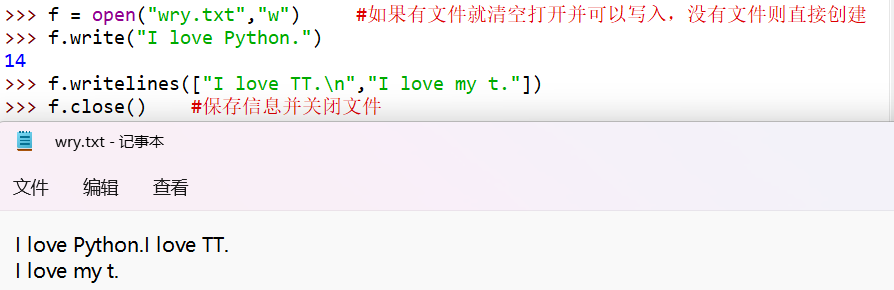 >>> f = open("wry.txt","w")     #如果有文件就清空打开并可以写入，没有文件则直接创建
>>> f.write("I love Python.")
14
>>> f.writelines(["I love TT.\n","I love my t."])
>>> f.close()    #保存信息并关闭文件
wry.txt - 记事本
文件 编辑 查看
I love Python.I love TT.
I love my t.